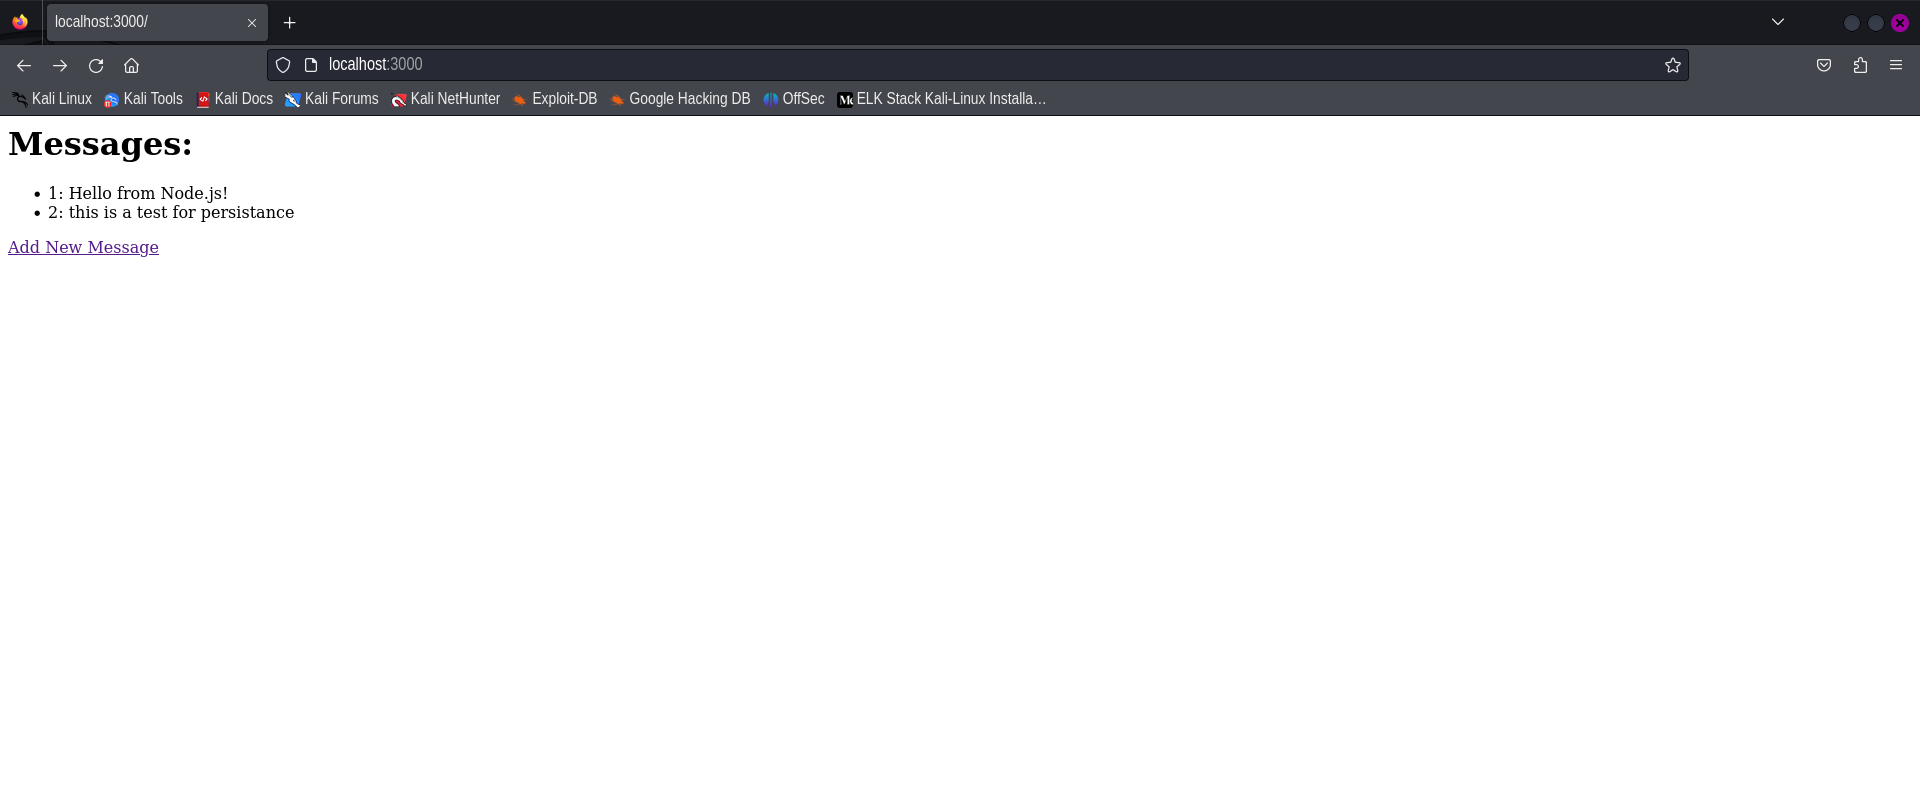 localhost:3000/
localhost:3000
Kali Linux Kali Tools Kali Docs Kali Forums Kali NetHunter Exploit-DB Google Hacking DB OffSec ELK Stack Kali-Linux Installa…
Messages:
• 1: Hello from Node.js!
• 2: this is a test for persistance
Add New Message